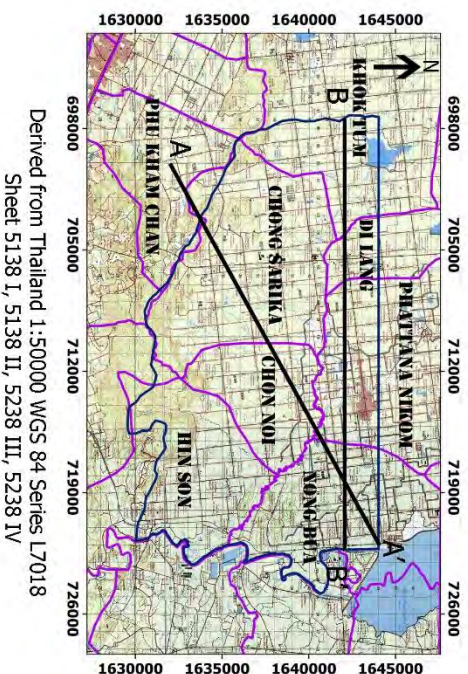 698000 705000 712000 719000 726000
1645000
1640000
1635000
1630000
1645000
1640000
1635000
1630000
N
PHATTANA NIKOM
A'
KHOK TUM
DI LANG
B
B'
NONG BUA
CHONG SARIKA
CHON NOI
A
PHU KHAM CHAN
HIN SON
698000 705000 712000 719000 726000
Derived from Thailand 1:50000 WGS 84 Series L7018
Sheet 5138 I, 5138 II, 5238 III, 5238 IV